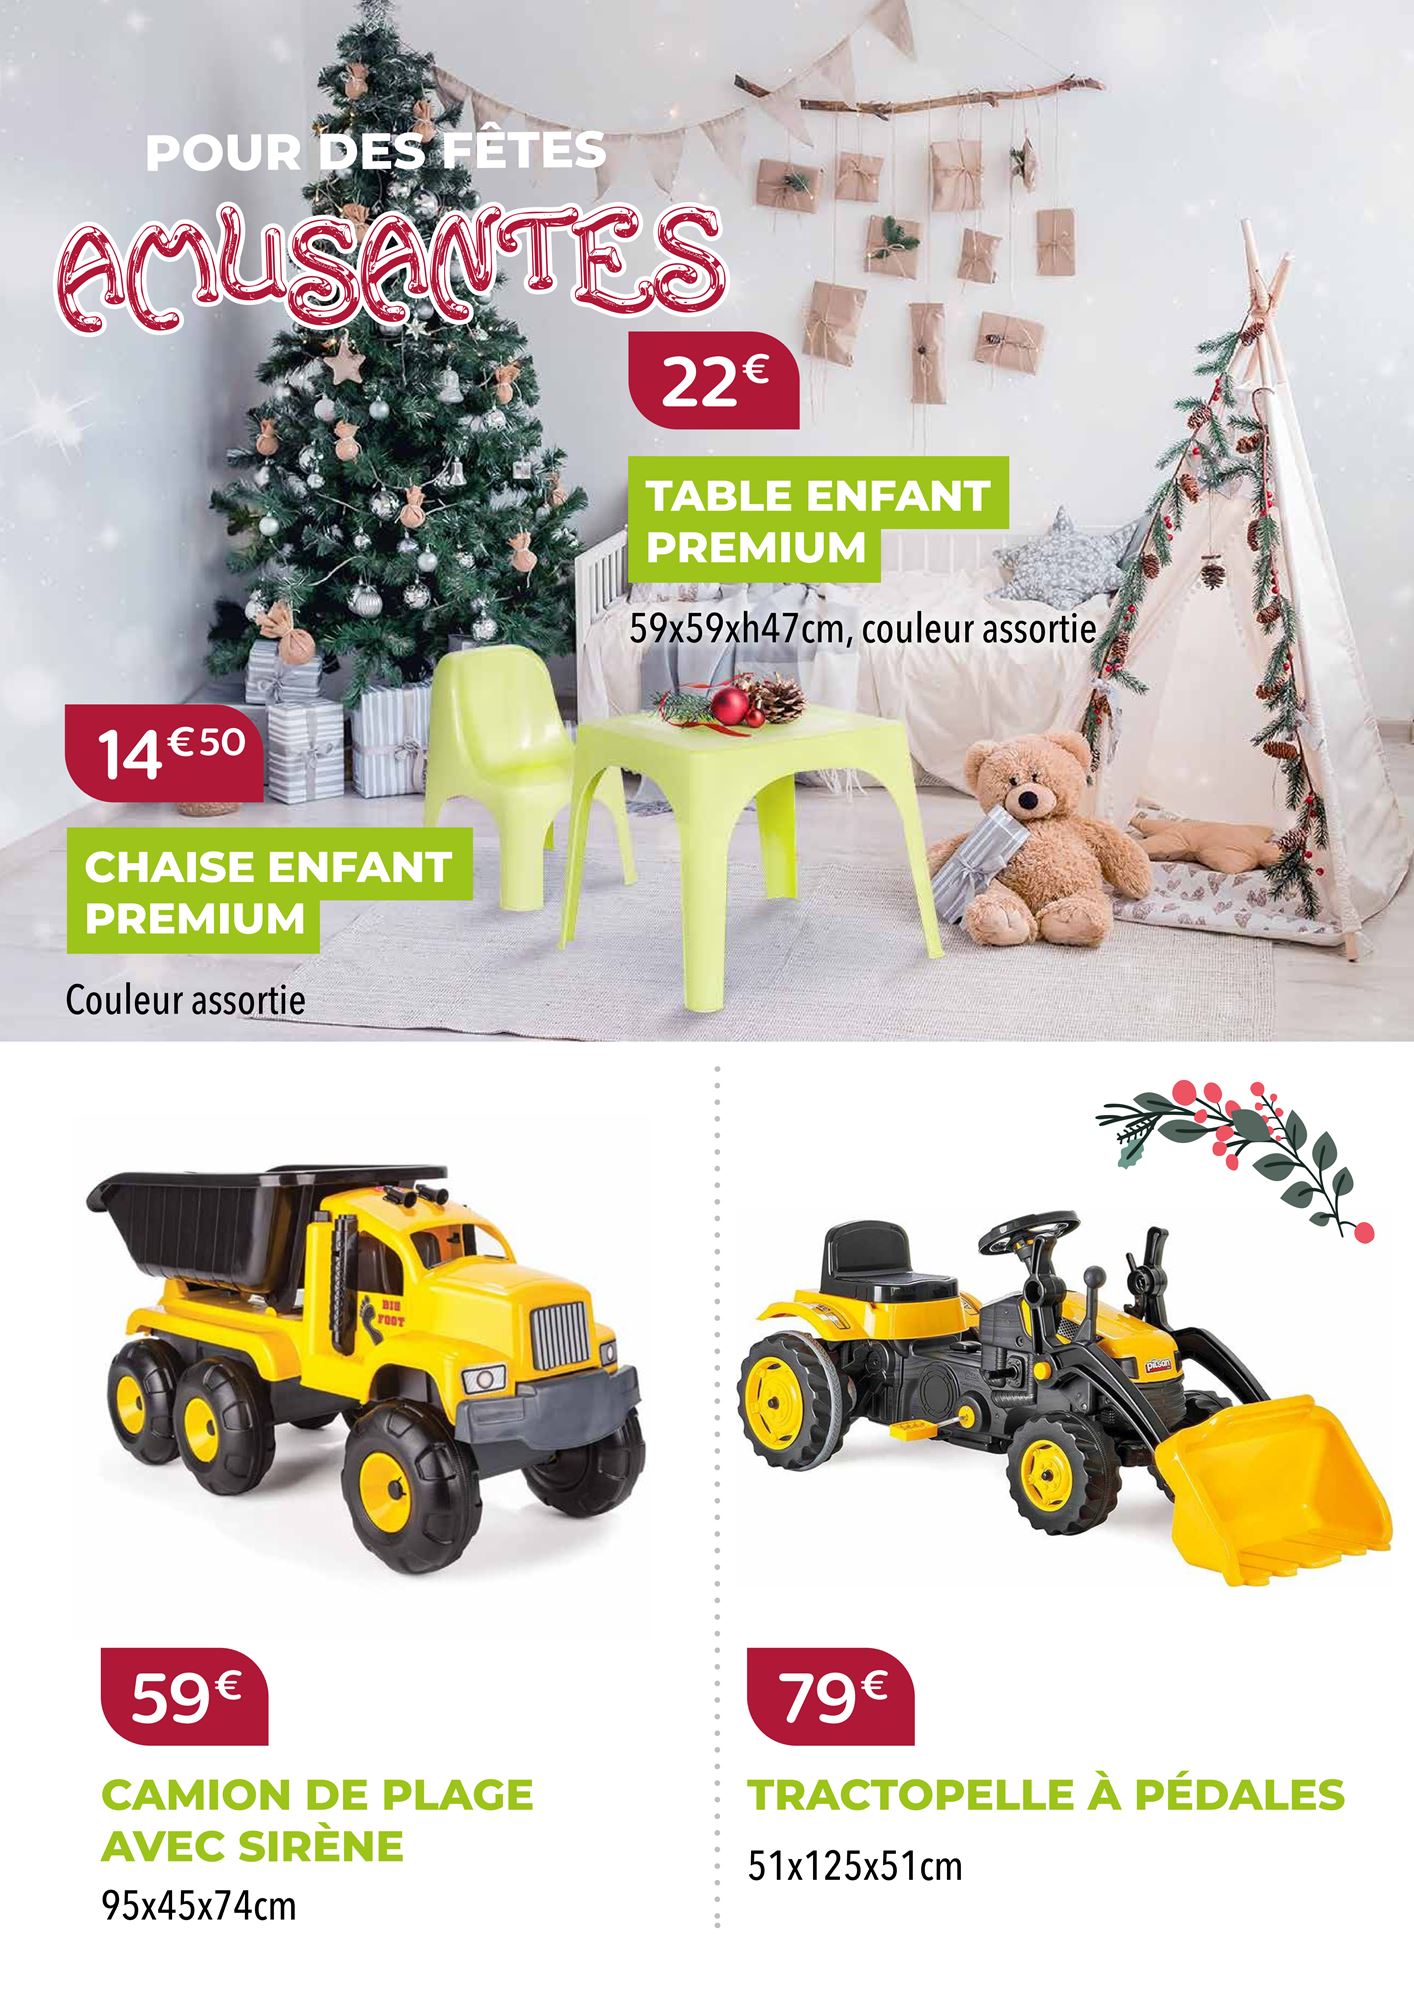 POUR DES FÊTES
AMUSANTES
22€
TABLE ENFANT
PREMIUM
59x59xh47cm, couleur assortie
14€50
CHAISE ENFANT
PREMIUM
Couleur assortie
BIG
FOOT
pilsan
59€
CAMION DE PLAGE
AVEC SIRÈNE
95x45x74cm
79€
TRACTOPELLE À PÉDALES
51x125x51cm